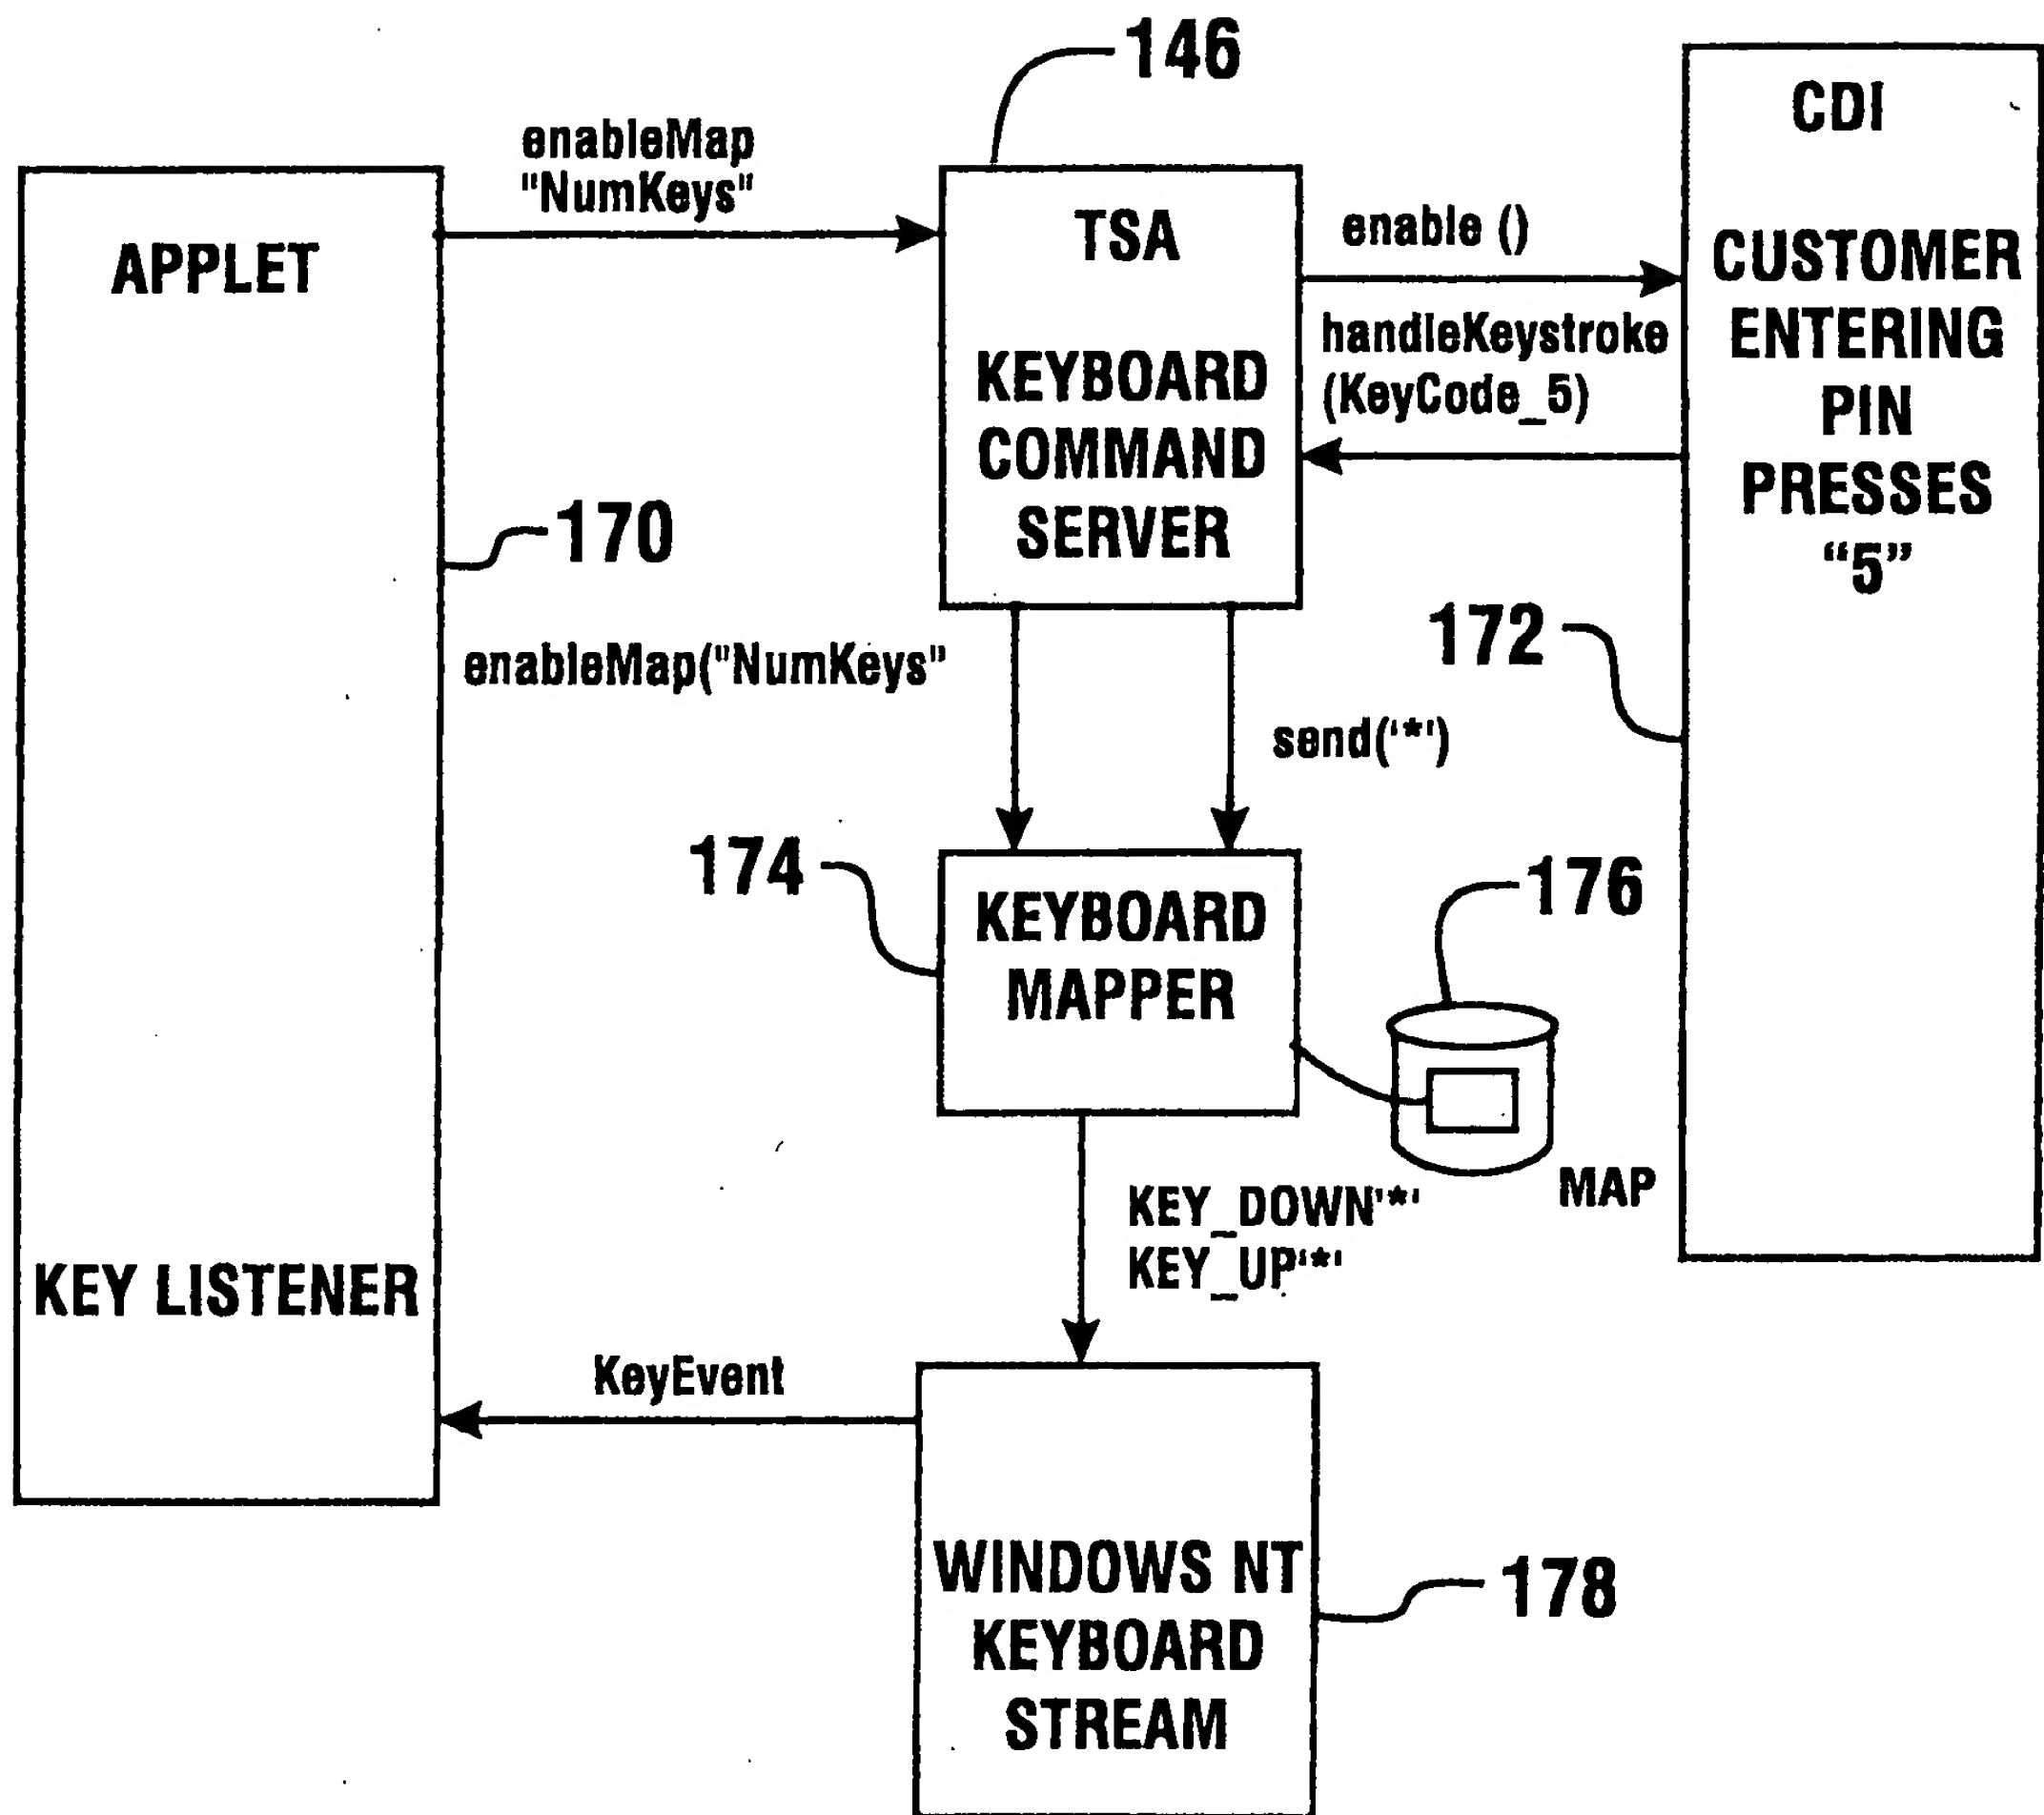 146
CDI
enableMap
"NumKeys"
APPLET
TSA
enable ()
CUSTOMER
ENTERING
PIN
PRESSES
“5”
handleKeystroke
(KeyCode_5)
KEYBOARD
COMMAND
SERVER
170
172
enableMap("NumKeys"
send('*')
174
KEYBOARD
MAPPER
176
MAP
KEY_DOWN'*'
KEY_UP'*'
KEY LISTENER
KeyEvent
WINDOWS NT
KEYBOARD
STREAM
178